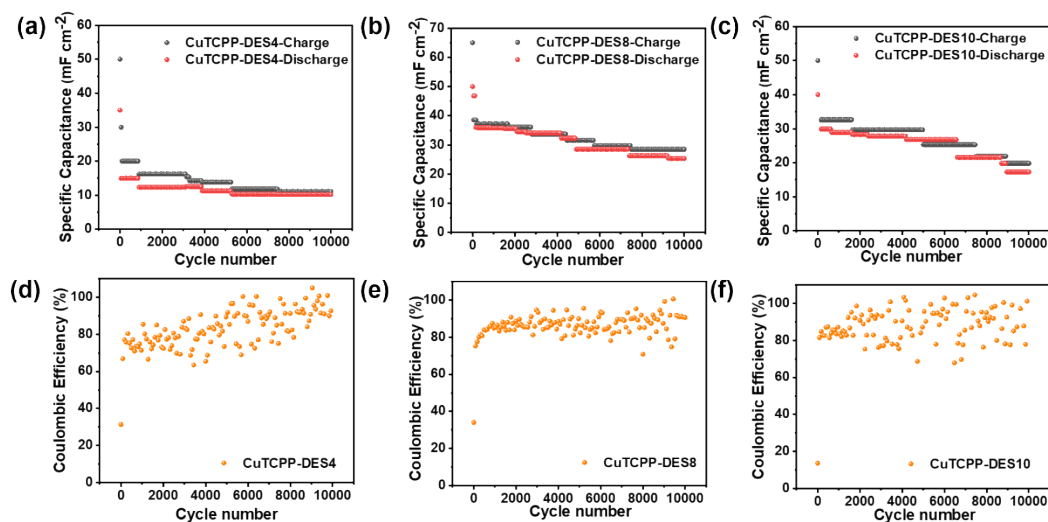 (a)
Specific Capacitance (mF cm⁻²)
60
50
40
30
20
10
0
CuTCPP-DES4-Charge
CuTCPP-DES4-Discharge
0 2000 4000 6000 8000 10000
Cycle number
(b)
Specific Capacitance (mF cm⁻²)
70
60
50
40
30
20
10
0
CuTCPP-DES8-Charge
CuTCPP-DES8-Discharge
0 2000 4000 6000 8000 10000
Cycle number
(c)
Specific Capacitance (mF cm⁻²)
60
50
40
30
20
10
0
CuTCPP-DES10-Charge
CuTCPP-DES10-Discharge
0 2000 4000 6000 8000 10000
Cycle number
(d)
Coulombic Efficiency (%)
100
80
60
40
20
0
CuTCPP-DES4
0 2000 4000 6000 8000 10000
Cycle number
(e)
Coulombic Efficiency (%)
100
80
60
40
20
0
CuTCPP-DES8
0 2000 4000 6000 8000 10000
Cycle number
(f)
Coulombic Efficiency (%)
100
80
60
40
20
0
CuTCPP-DES10
0 2000 4000 6000 8000 10000
Cycle number